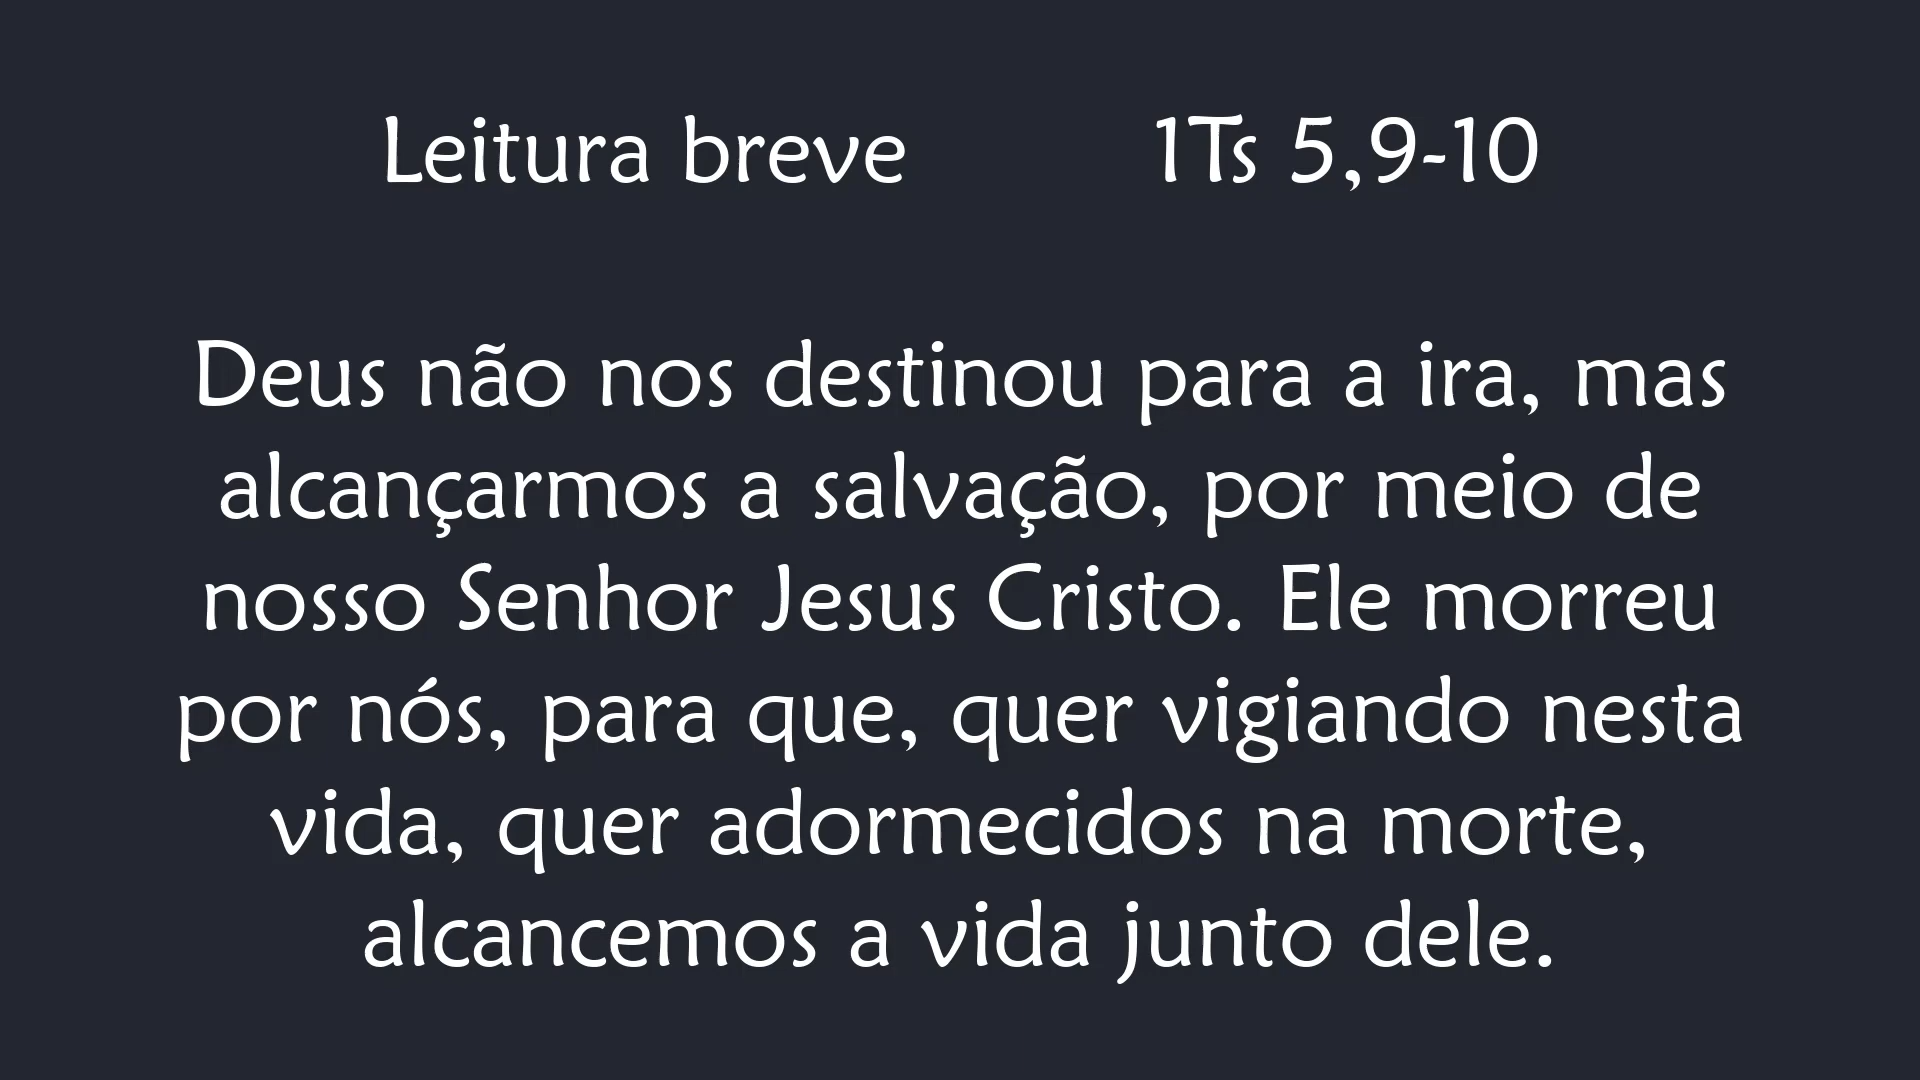 Leitura breve 1Ts 5,9-10
Deus não nos destinou para a ira, mas
alcançarmos a salvação, por meio de
nosso Senhor Jesus Cristo. Ele morreu
por nós, para que, quer vigiando nesta
vida, quer adormecidos na morte,
alcancemos a vida junto dele.